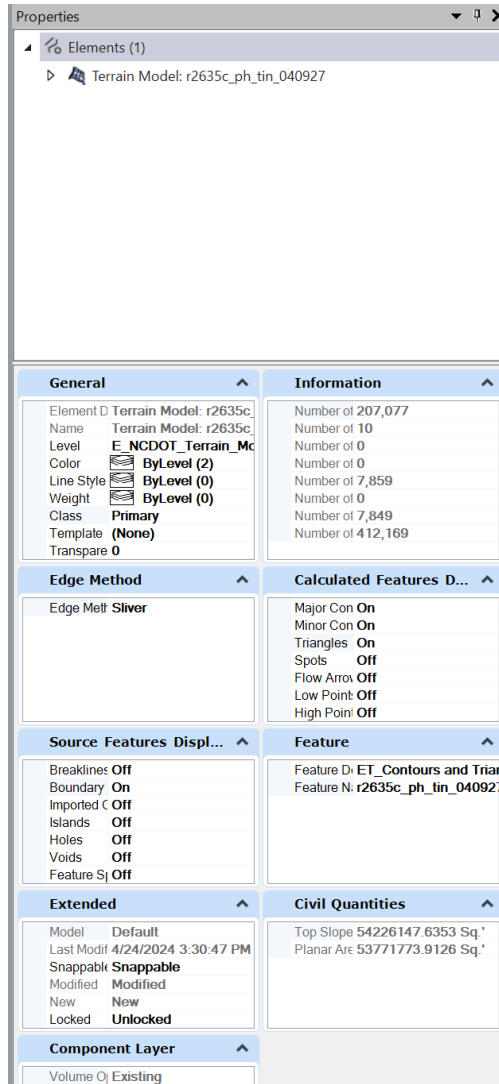 Properties
Elements (1)
Terrain Model: r2635c_ph_tin_040927
General
Element D Terrain Model: r2635c_
Name Terrain Model: r2635c_
Level E_NCDOT_Terrain_Mo
Color ByLevel (2)
Line Style ByLevel (0)
Weight ByLevel (0)
Class Primary
Template (None)
Transpare 0
Information
Number of 207,077
Number of 10
Number of 0
Number of 0
Number of 7,859
Number of 0
Number of 7,849
Number of 412,169
Edge Method
Edge Meth Sliver
Calculated Features D...
Major Con On
Minor Con On
Triangles On
Spots Off
Flow Arrow Off
Low Points Off
High Point Off
Source Features Displ...
Breaklines Off
Boundary On
Imported C Off
Islands Off
Holes Off
Voids Off
Feature Sp Off
Feature
Feature De ET_Contours and Trian
Feature Na r2635c_ph_tin_040927
Extended
Model Default
Last Modif 4/24/2024 3:30:47 PM
Snappable Snappable
Modified Modified
New New
Locked Unlocked
Civil Quantities
Top Slope 54226147.6353 Sq.'
Planar Are 53771773.9126 Sq.'
Component Layer
Volume Op Existing